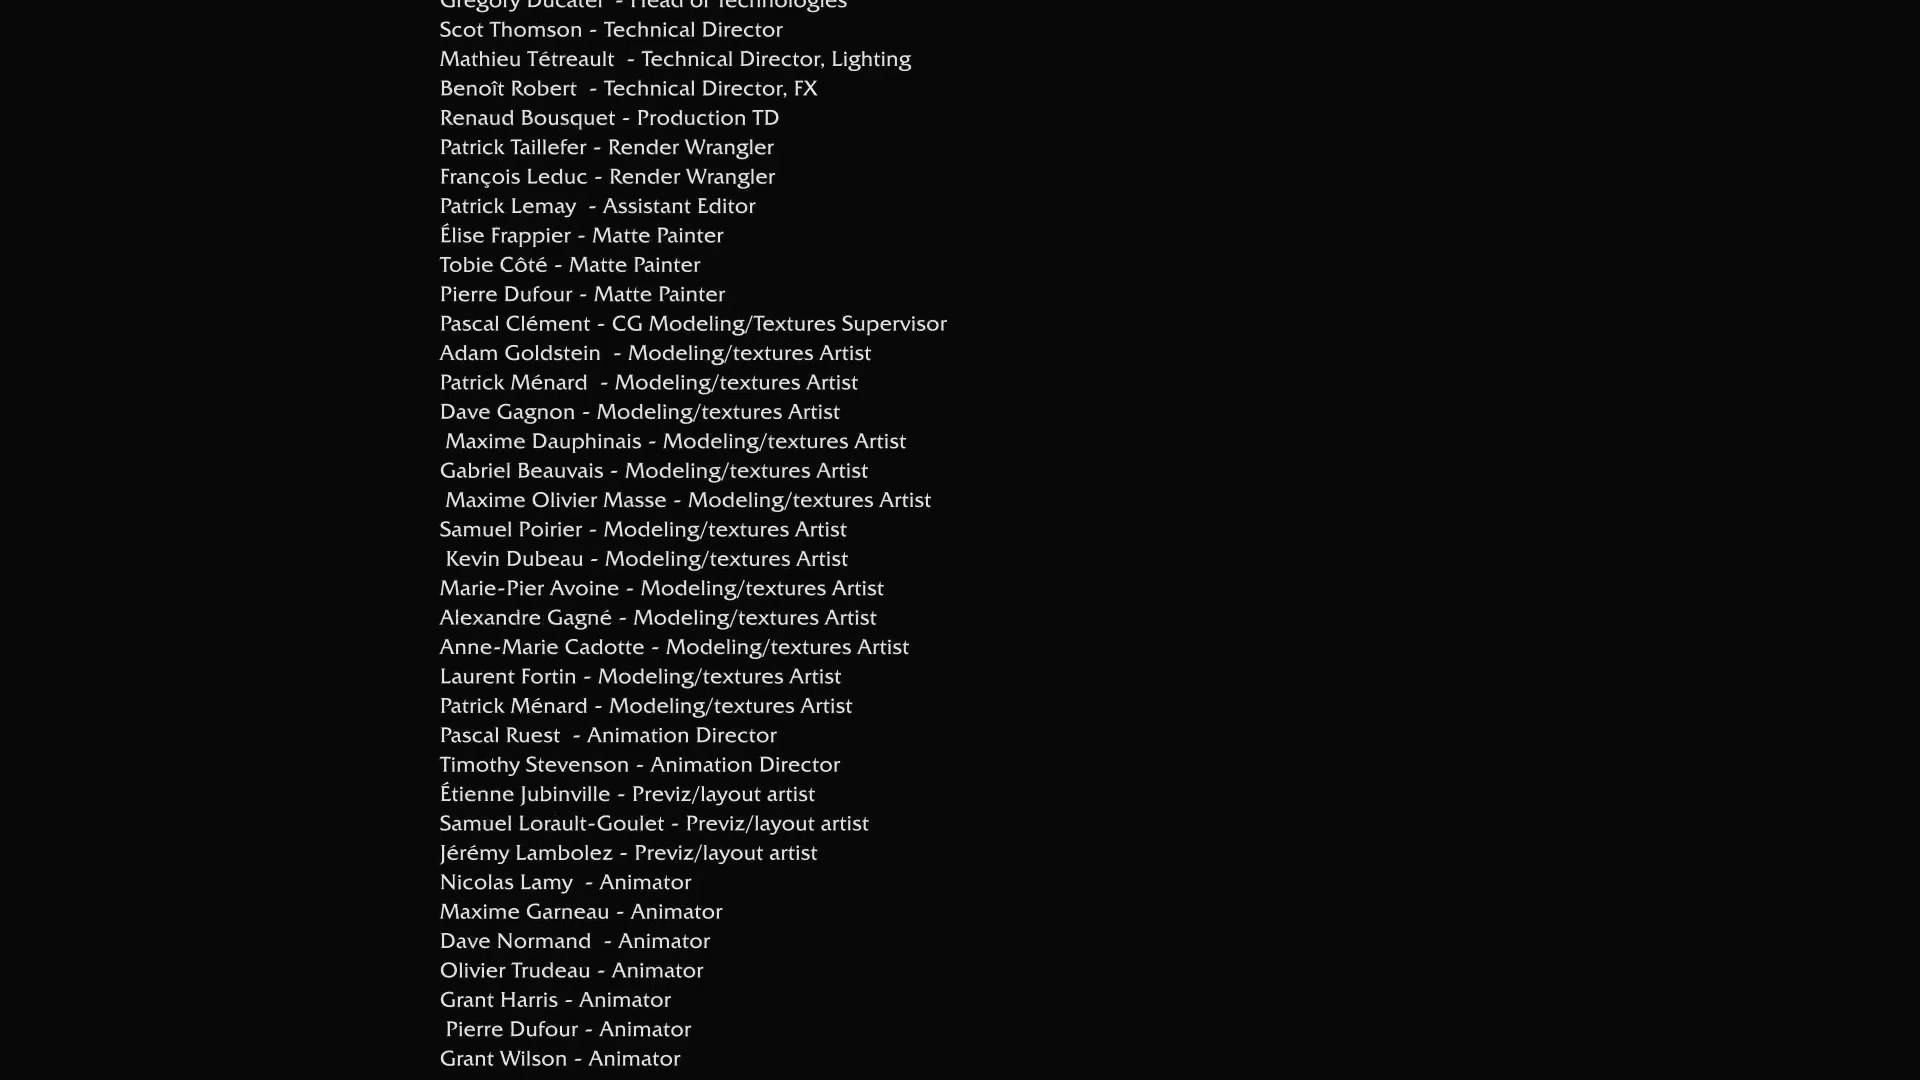 Grégory Ducatel - Head of Technologies
Scot Thomson - Technical Director
Mathieu Tétreault - Technical Director, Lighting
Benoît Robert - Technical Director, FX
Renaud Bousquet - Production TD
Patrick Taillefer - Render Wrangler
François Leduc - Render Wrangler
Patrick Lemay - Assistant Editor
Élise Frappier - Matte Painter
Tobie Côté - Matte Painter
Pierre Dufour - Matte Painter
Pascal Clément - CG Modeling/Textures Supervisor
Adam Goldstein - Modeling/textures Artist
Patrick Ménard - Modeling/textures Artist
Dave Gagnon - Modeling/textures Artist
Maxime Dauphinais - Modeling/textures Artist
Gabriel Beauvais - Modeling/textures Artist
Maxime Olivier Masse - Modeling/textures Artist
Samuel Poirier - Modeling/textures Artist
Kevin Dubeau - Modeling/textures Artist
Marie-Pier Avoine - Modeling/textures Artist
Alexandre Gagné - Modeling/textures Artist
Anne-Marie Cadotte - Modeling/textures Artist
Laurent Fortin - Modeling/textures Artist
Patrick Ménard - Modeling/textures Artist
Pascal Ruest - Animation Director
Timothy Stevenson - Animation Director
Étienne Jubinville - Previz/layout artist
Samuel Lorault-Goulet - Previz/layout artist
Jérémy Lambolez - Previz/layout artist
Nicolas Lamy - Animator
Maxime Garneau - Animator
Dave Normand - Animator
Olivier Trudeau - Animator
Grant Harris - Animator
Pierre Dufour - Animator
Grant Wilson - Animator